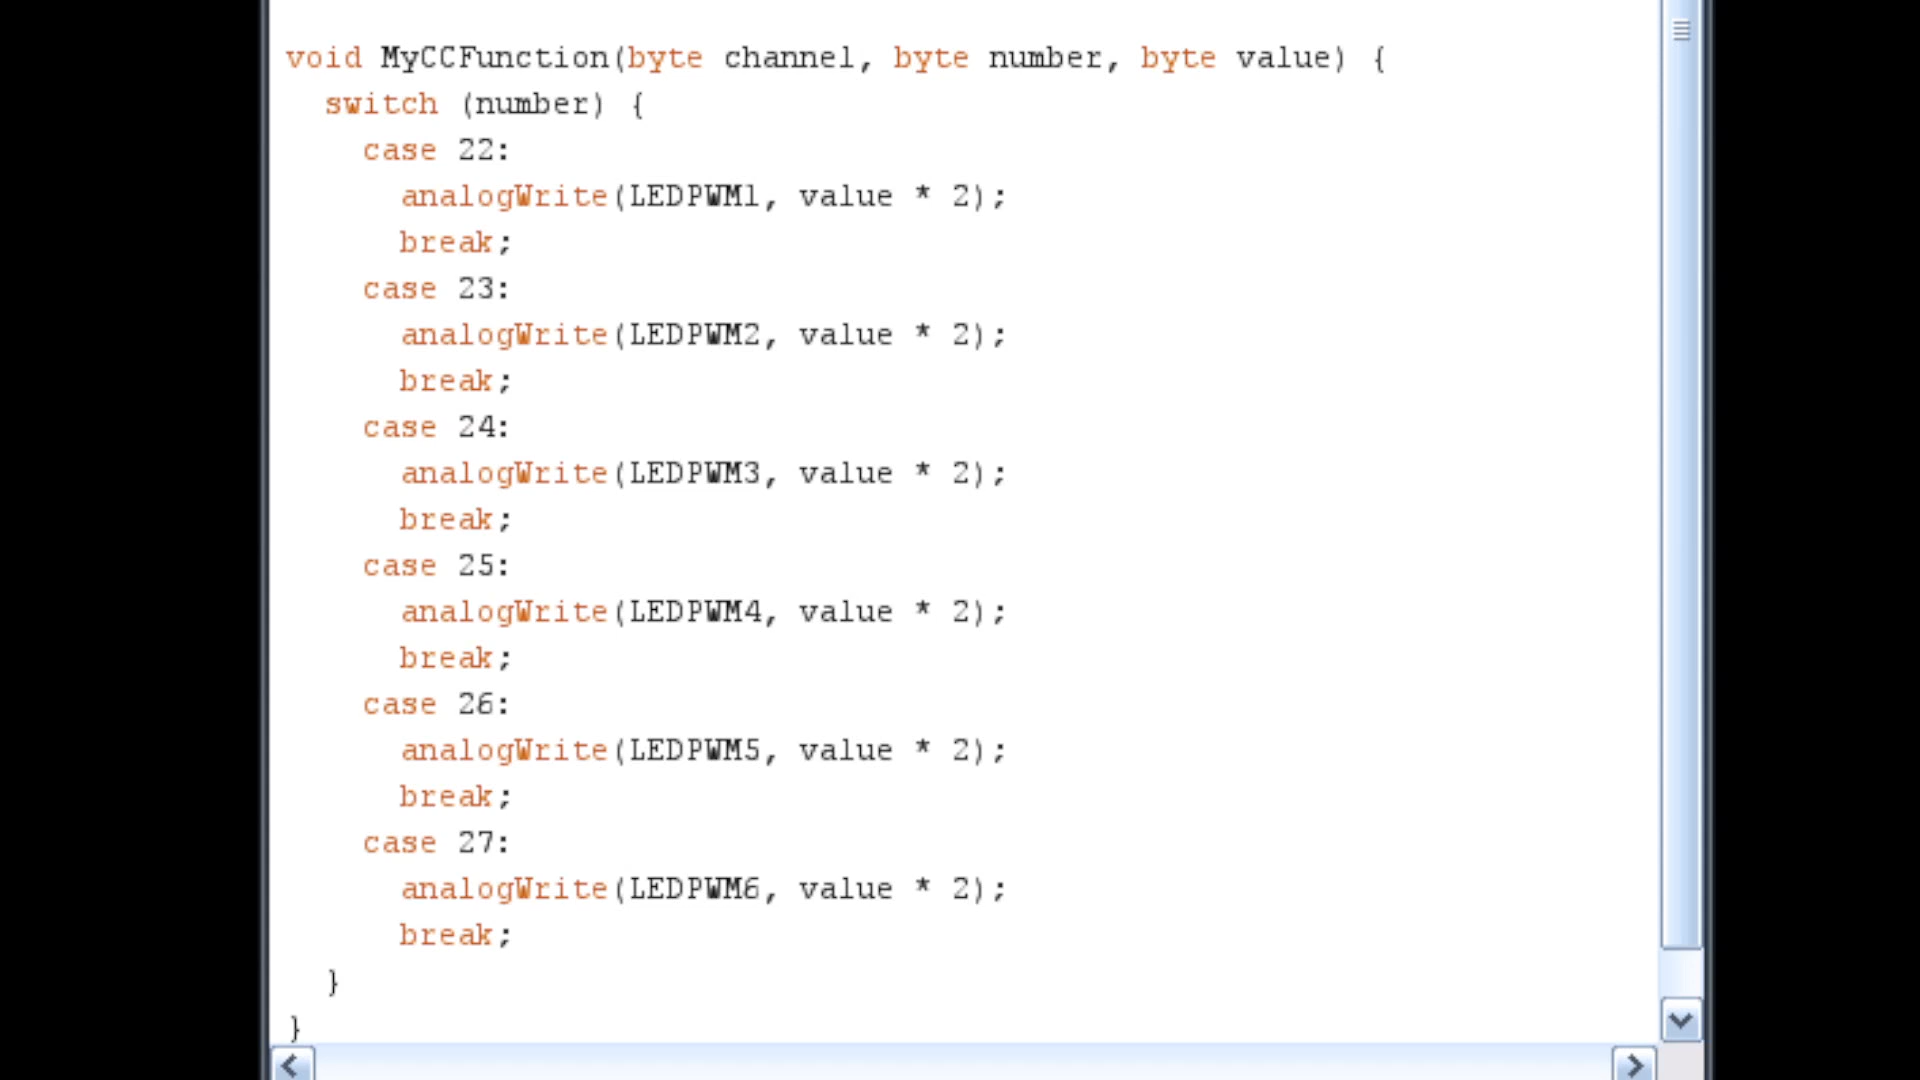 void MyCCFunction(byte channel, byte number, byte value) {
  switch (number) {
    case 22:
      analogWrite(LEDPWM1, value * 2);
      break;
    case 23:
      analogWrite(LEDPWM2, value * 2);
      break;
    case 24:
      analogWrite(LEDPWM3, value * 2);
      break;
    case 25:
      analogWrite(LEDPWM4, value * 2);
      break;
    case 26:
      analogWrite(LEDPWM5, value * 2);
      break;
    case 27:
      analogWrite(LEDPWM6, value * 2);
      break;
  }
}